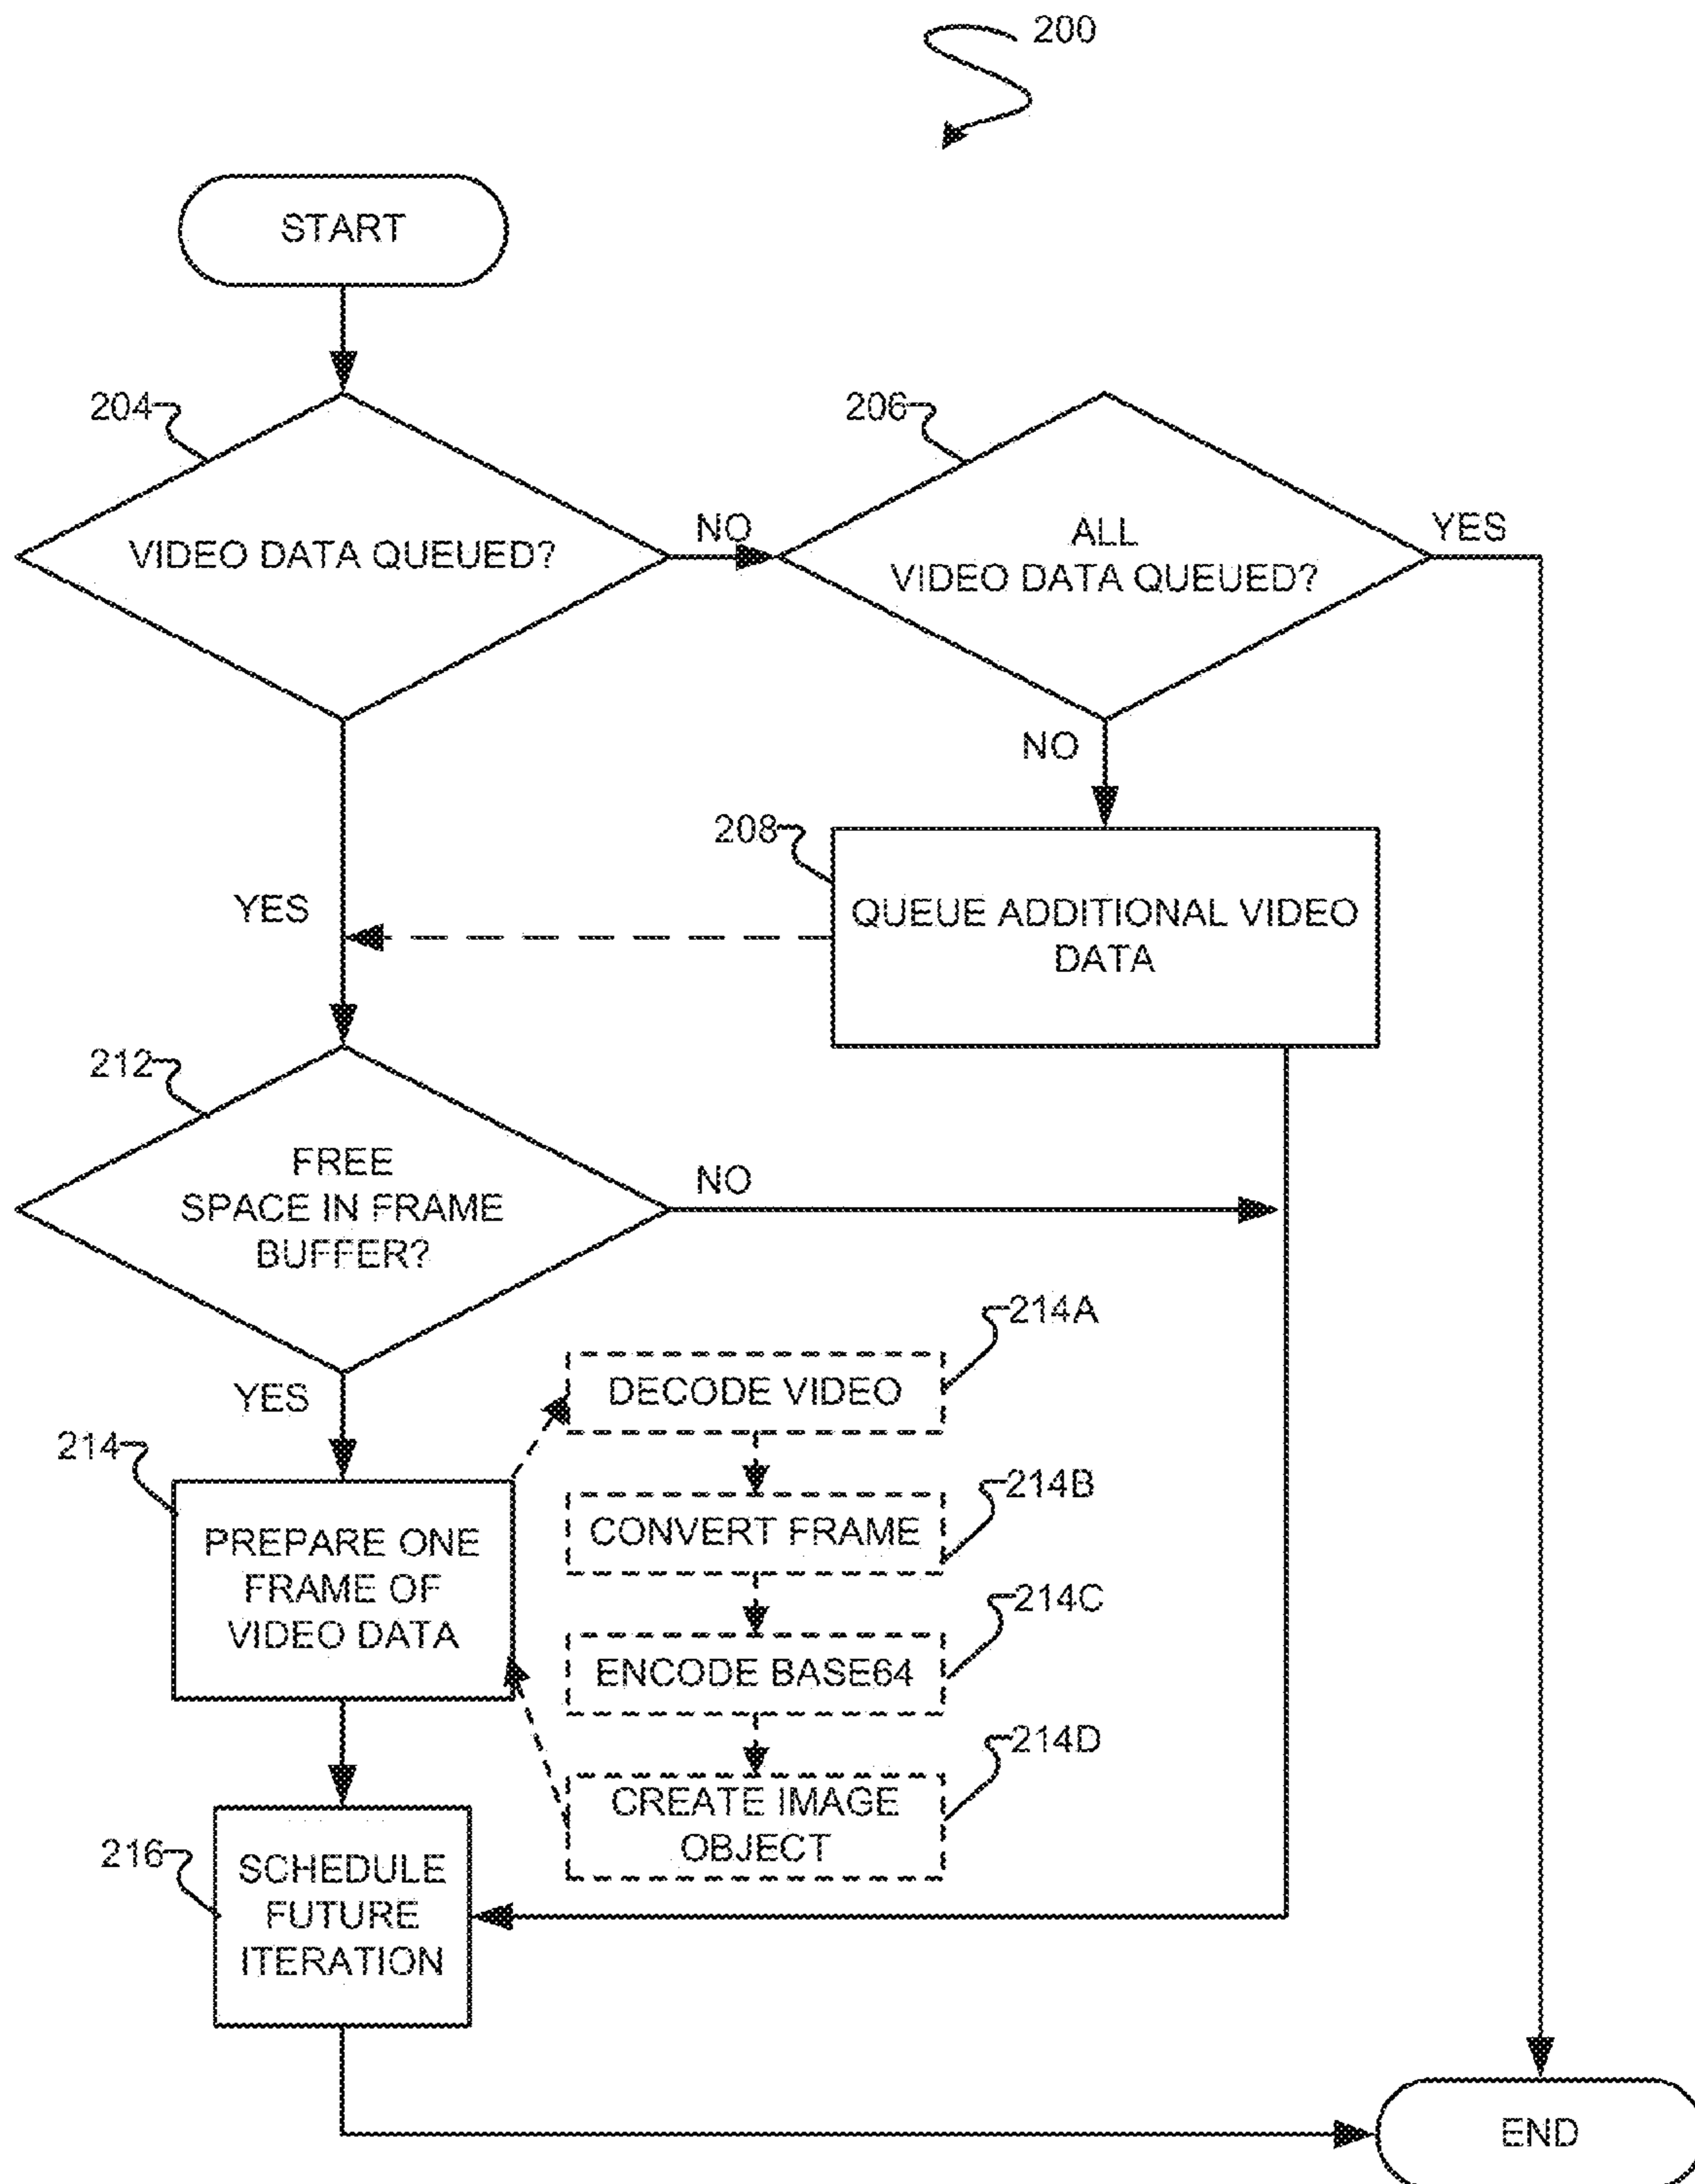 200
START
204
206
VIDEO DATA QUEUED?
NO
ALL
VIDEO DATA QUEUED?
YES
NO
208
QUEUE ADDITIONAL VIDEO
DATA
YES
212
FREE
SPACE IN FRAME
BUFFER?
NO
YES
214A
DECODE VIDEO
214
214B
CONVERT FRAME
PREPARE ONE
FRAME OF
VIDEO DATA
214C
ENCODE BASE64
214D
CREATE IMAGE
OBJECT
216
SCHEDULE
FUTURE
ITERATION
END